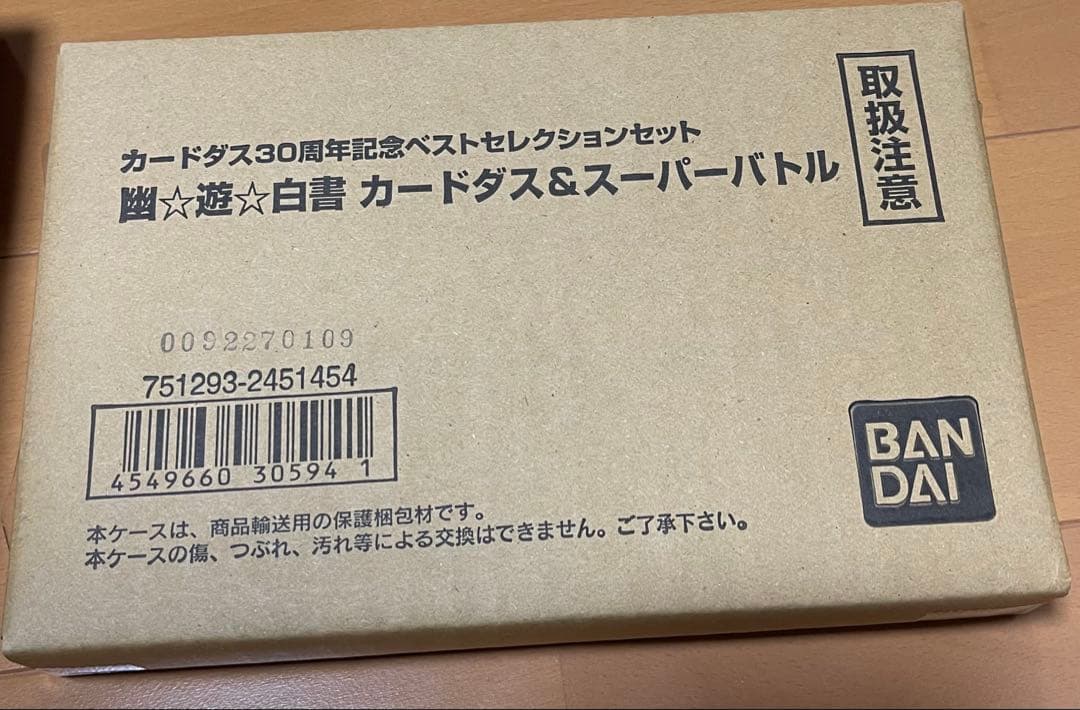 カードダス30周年記念ベストセレクションセット
幽☆遊☆白書 カードダス&スーパーバトル
取扱注意
0092270109
751293-2451454
4549660 30594 1
BAN
DAI
本ケースは、商品輸送用の保護梱包材です。
本ケースの傷、つぶれ、汚れ等による交換はできません。ご了承下さい。